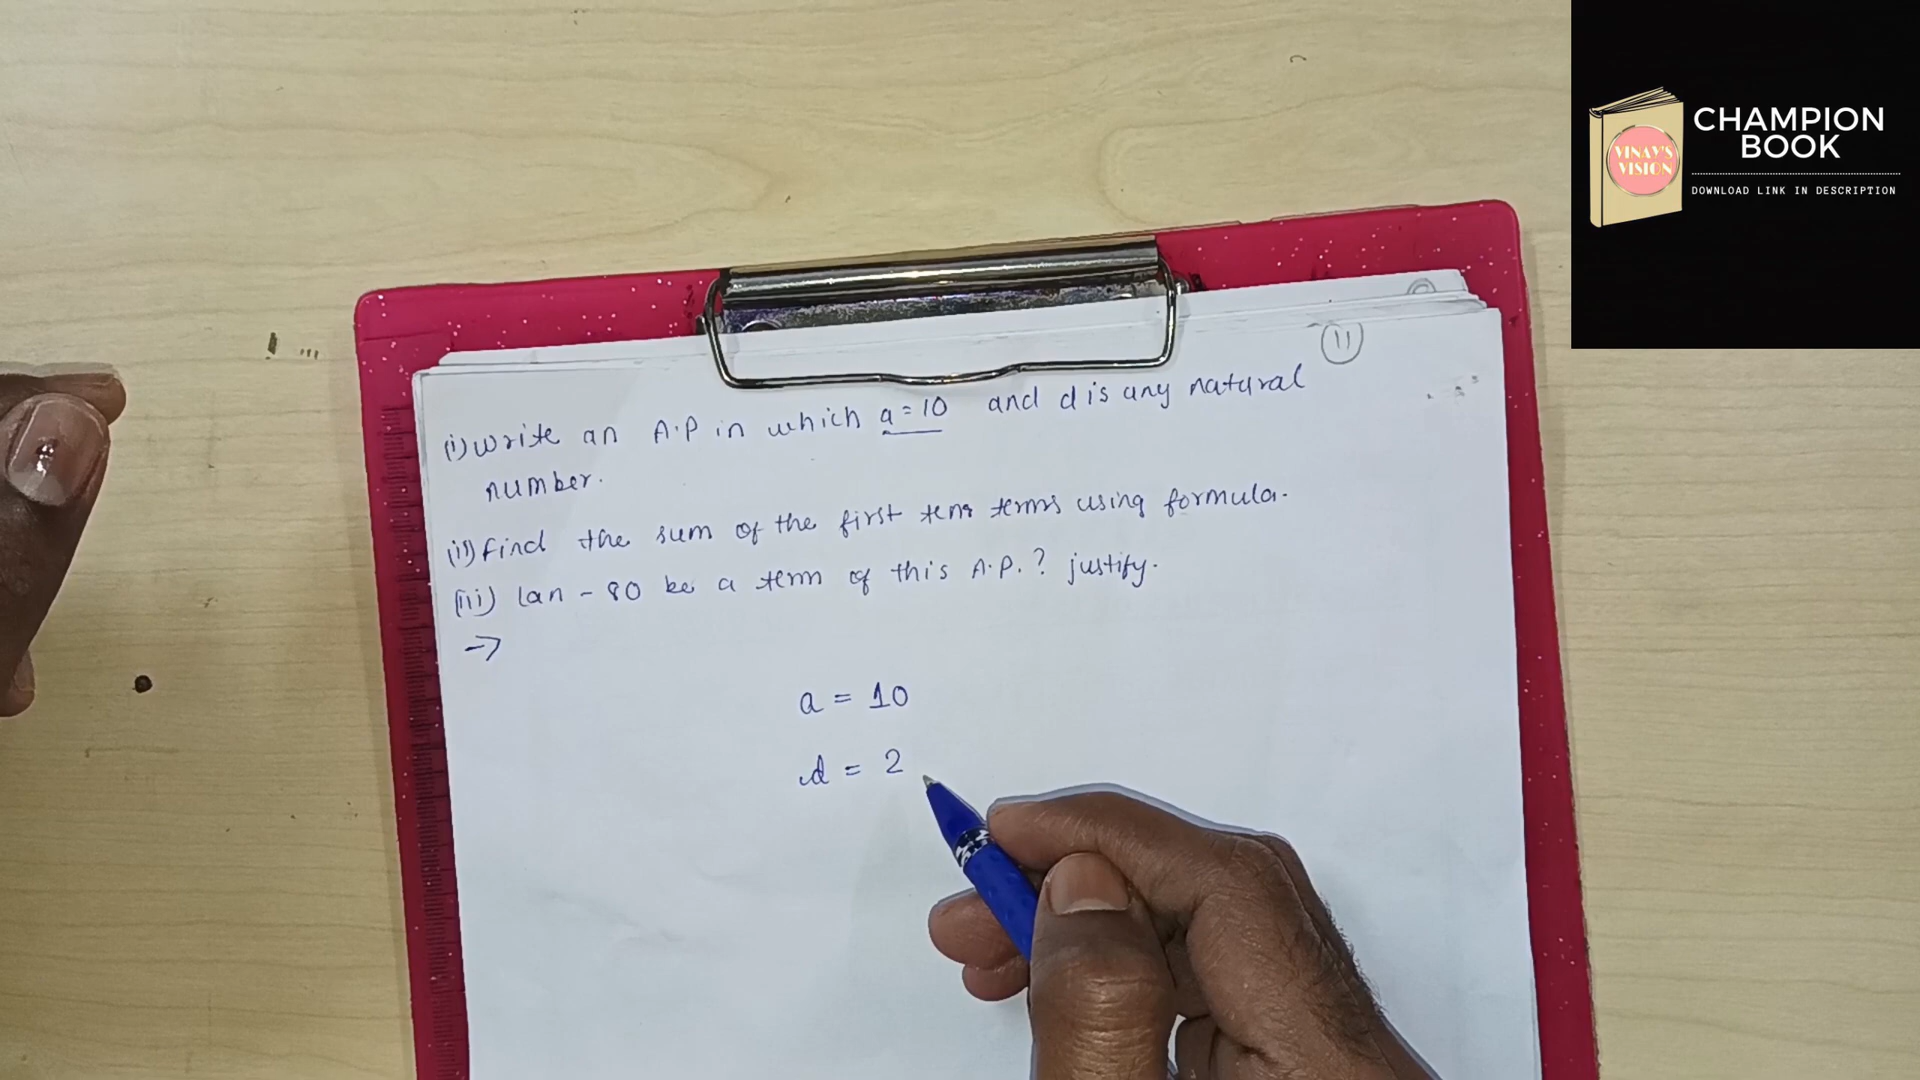 CHAMPION
BOOK
VINAY'S
VISION
DOWNLOAD LINK IN DESCRIPTION
11
(i) write an A.P in which a = 10 and d is any natural
number.
(ii) find the sum of the first ten terms using formula.
(iii) Can - 80 be a term of this A.P.? justify.
→
a = 10
d = 2